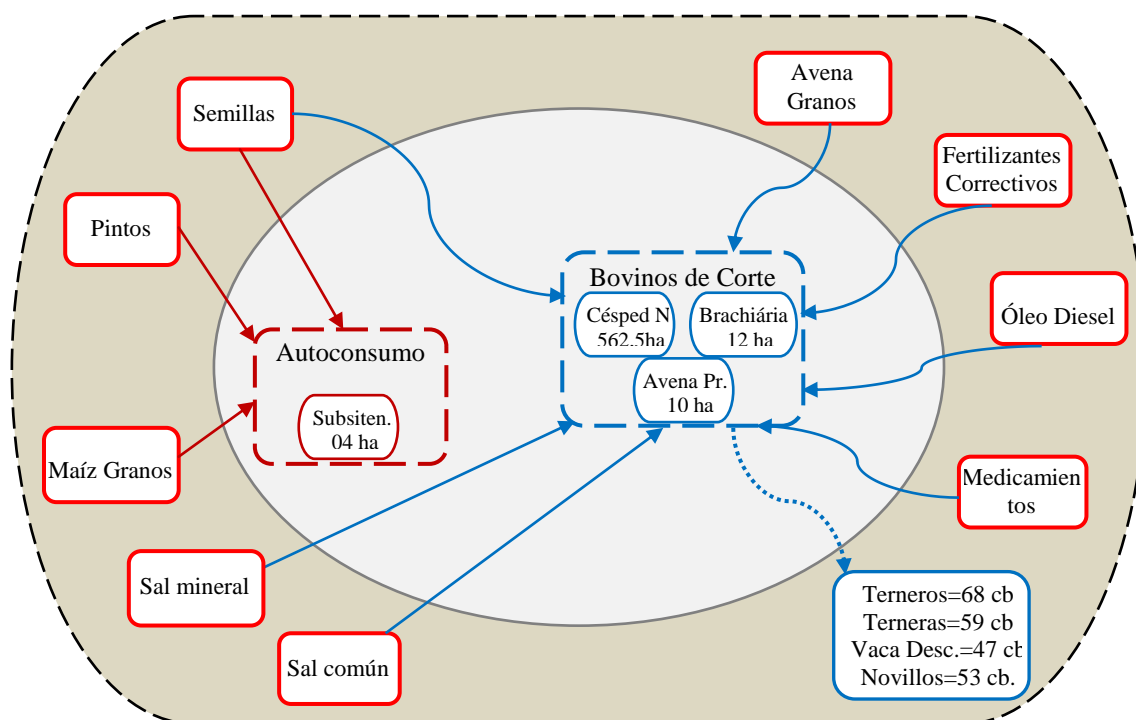 Avena
Granos
Semillas
Fertilizantes
Correctivos
Pintos
Bovinos de Corte
Césped N
562.5ha
Brachiária
12 ha
Óleo Diesel
Autoconsumo
Avena Pr.
10 ha
Subsiten.
04 ha
Maíz Granos
Medicamien
tos
Sal mineral
Sal común
Terneros=68 cb
Terneras=59 cb
Vaca Desc.=47 cb
Novillos=53 cb.